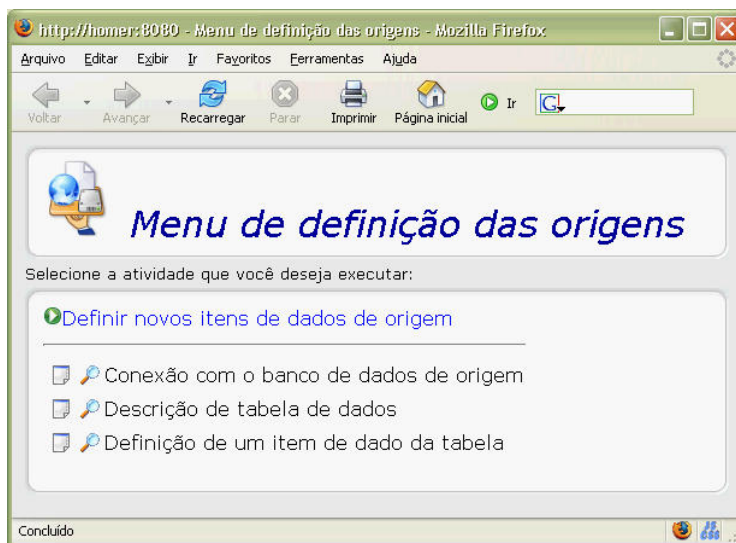 http://homer:8080 - Menu de definição das origens - Mozilla Firefox
Arquivo Editar Exibir Ir Favoritos Ferramentas Ajuda
Voltar Avançar Recarregar Parar Imprimir Página inicial Ir G
Menu de definição das origens
Selecione a atividade que você deseja executar:
Definir novos itens de dados de origem
Conexão com o banco de dados de origem
Descrição de tabela de dados
Definição de um item de dado da tabela
Concluído JS CSS